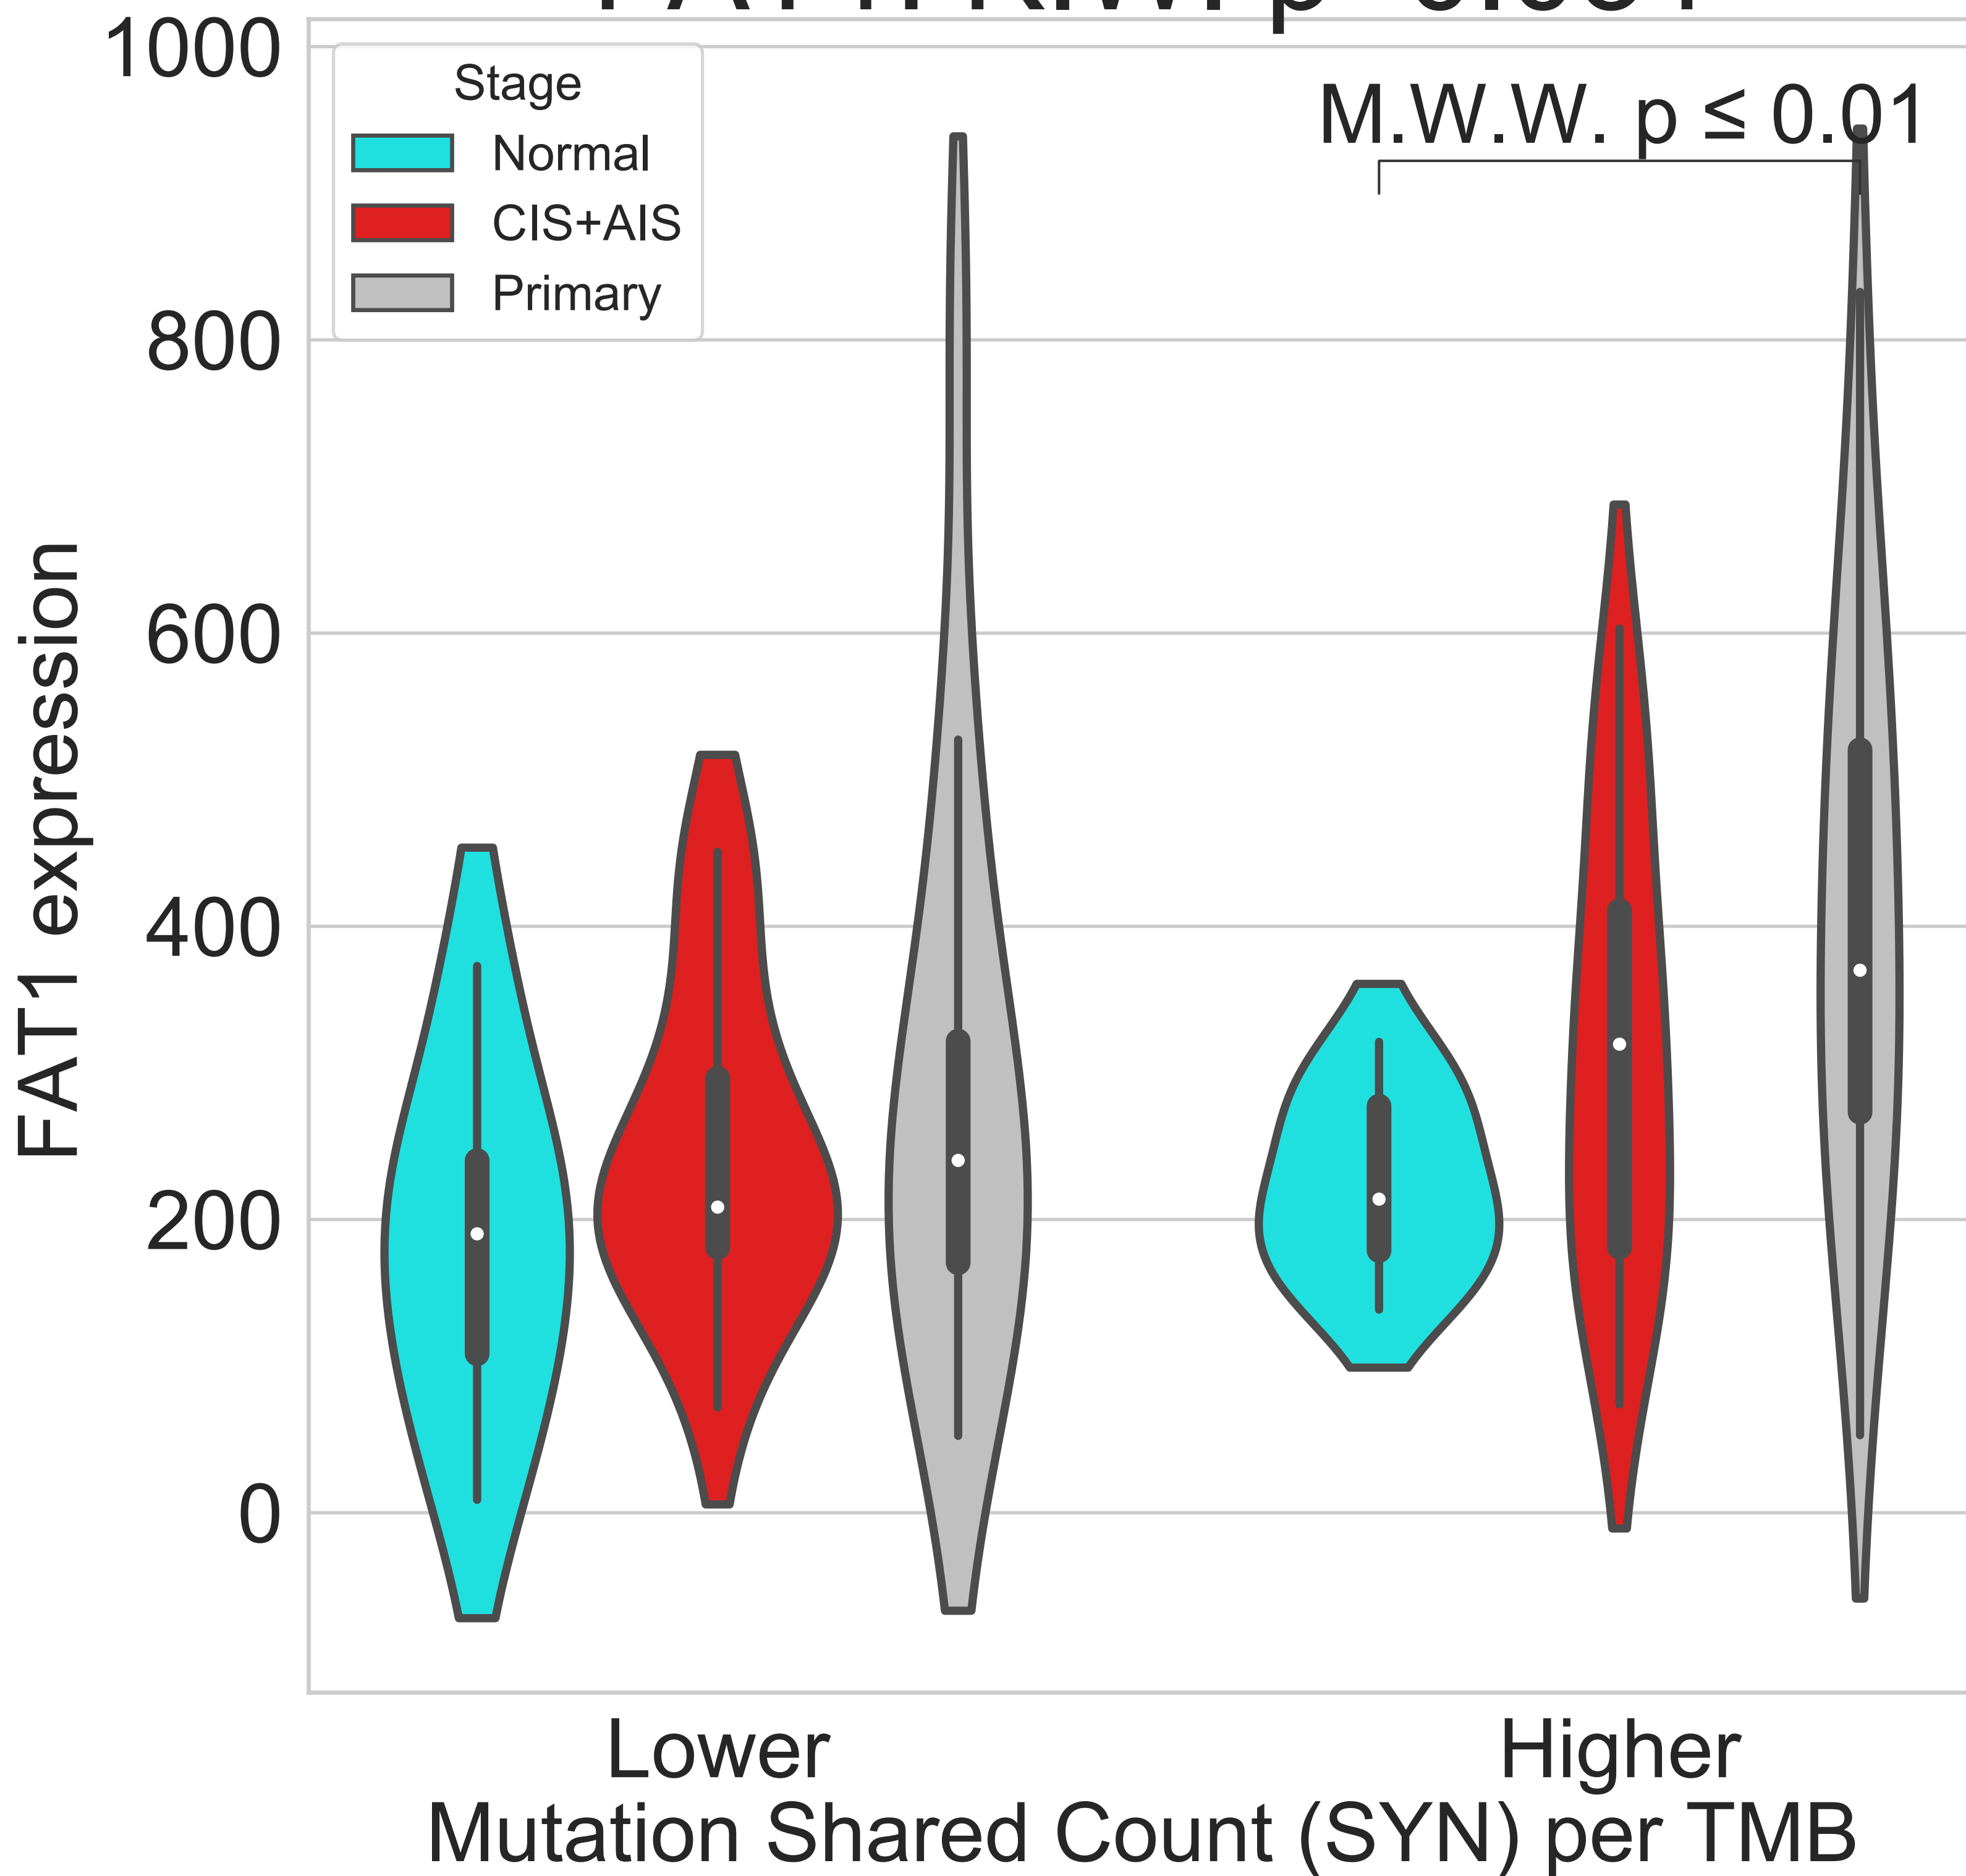 1000
M.W.W. p ≤ 0.01
Stage
Normal
CIS+AIS
Primary
800
600
400
200
0
FAT1 expression
Lower
Higher
Mutation Shared Count (SYN) per TMB